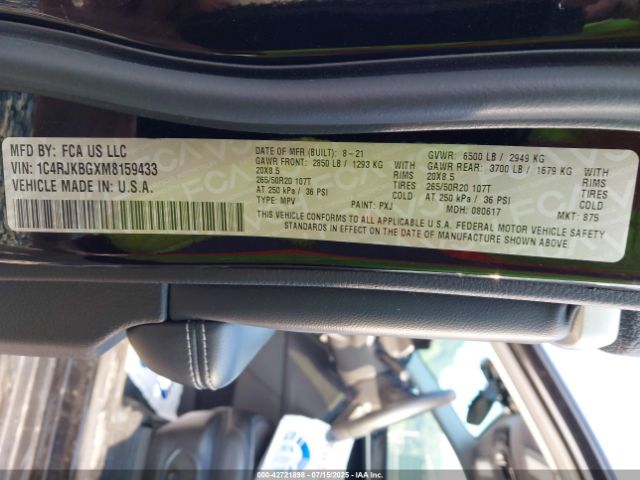 MFD BY: FCA US LLC
VIN: 1C4RJKBGXM8159433
VEHICLE MADE IN U.S.A.
DATE OF MFR (BUILT): 8-21
GAWR FRONT: 2850 LB / 1293 KG WITH
20X8.5 RIMS
265/50R20 107T TIRES
AT 250 kPa / 36 PSI COLD
TYPE: MPV PAINT: PXJ
GVWR: 6500 LB / 2949 KG
GAWR REAR: 3700 LB / 1679 KG WITH
20X8.5 RIMS
265/50R20 107T TIRES
AT 250 kPa / 36 PSI COLD
MDH: 080617 MKT: 875
THIS VEHICLE CONFORMS TO ALL APPLICABLE U.S.A. FEDERAL MOTOR VEHICLE SAFETY
STANDARDS IN EFFECT ON THE DATE OF MANUFACTURE SHOWN ABOVE.
000-42721898 07/15/2025 IAA Inc.